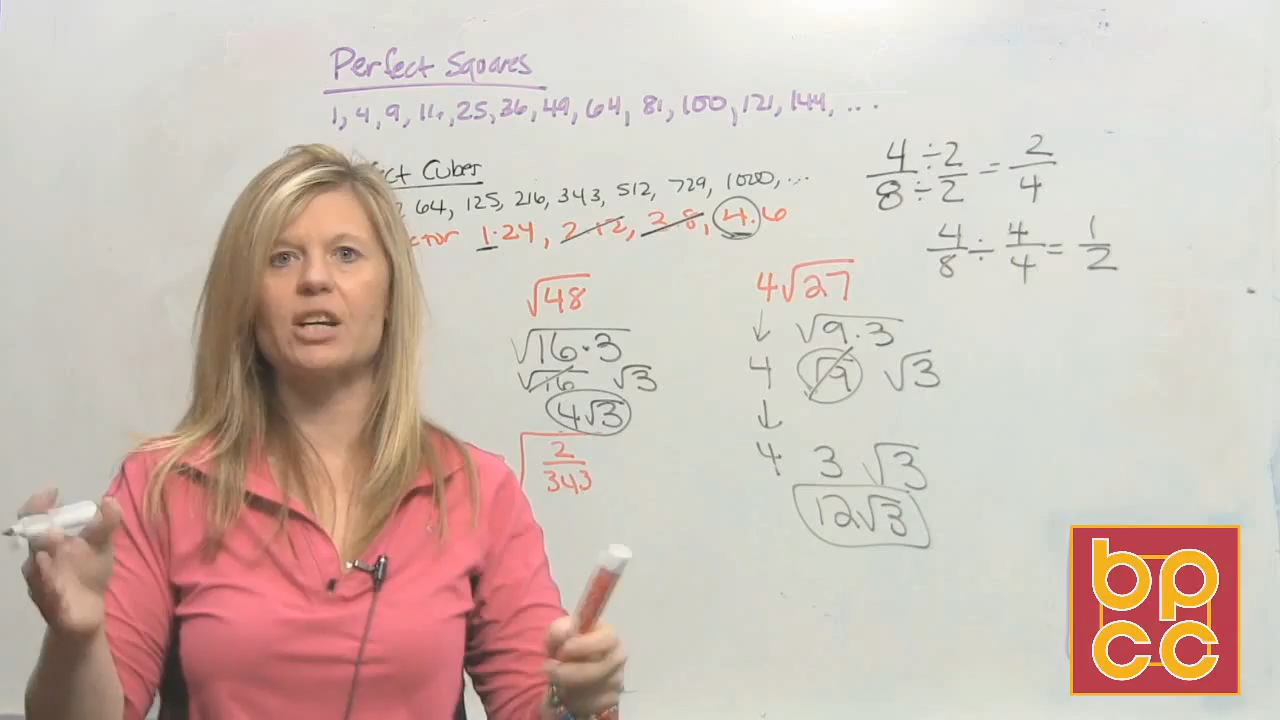 Perfect Squares
1, 4, 9, 16, 25, 36, 49, 64, 81, 100, 121, 144, ...
ect Cubes
64, 125, 216, 343, 512, 729, 1000, ...
ctor 1·24, 2·12, 3·8, 4·6
√48
√16·3
√16 √3
4√3
√2/343
4√27
√9·3
4 √9 √3
4 3 √3
12√3
4÷2/8÷2 = 2/4
4/8 ÷ 4/4 = 1/2
bp
cc